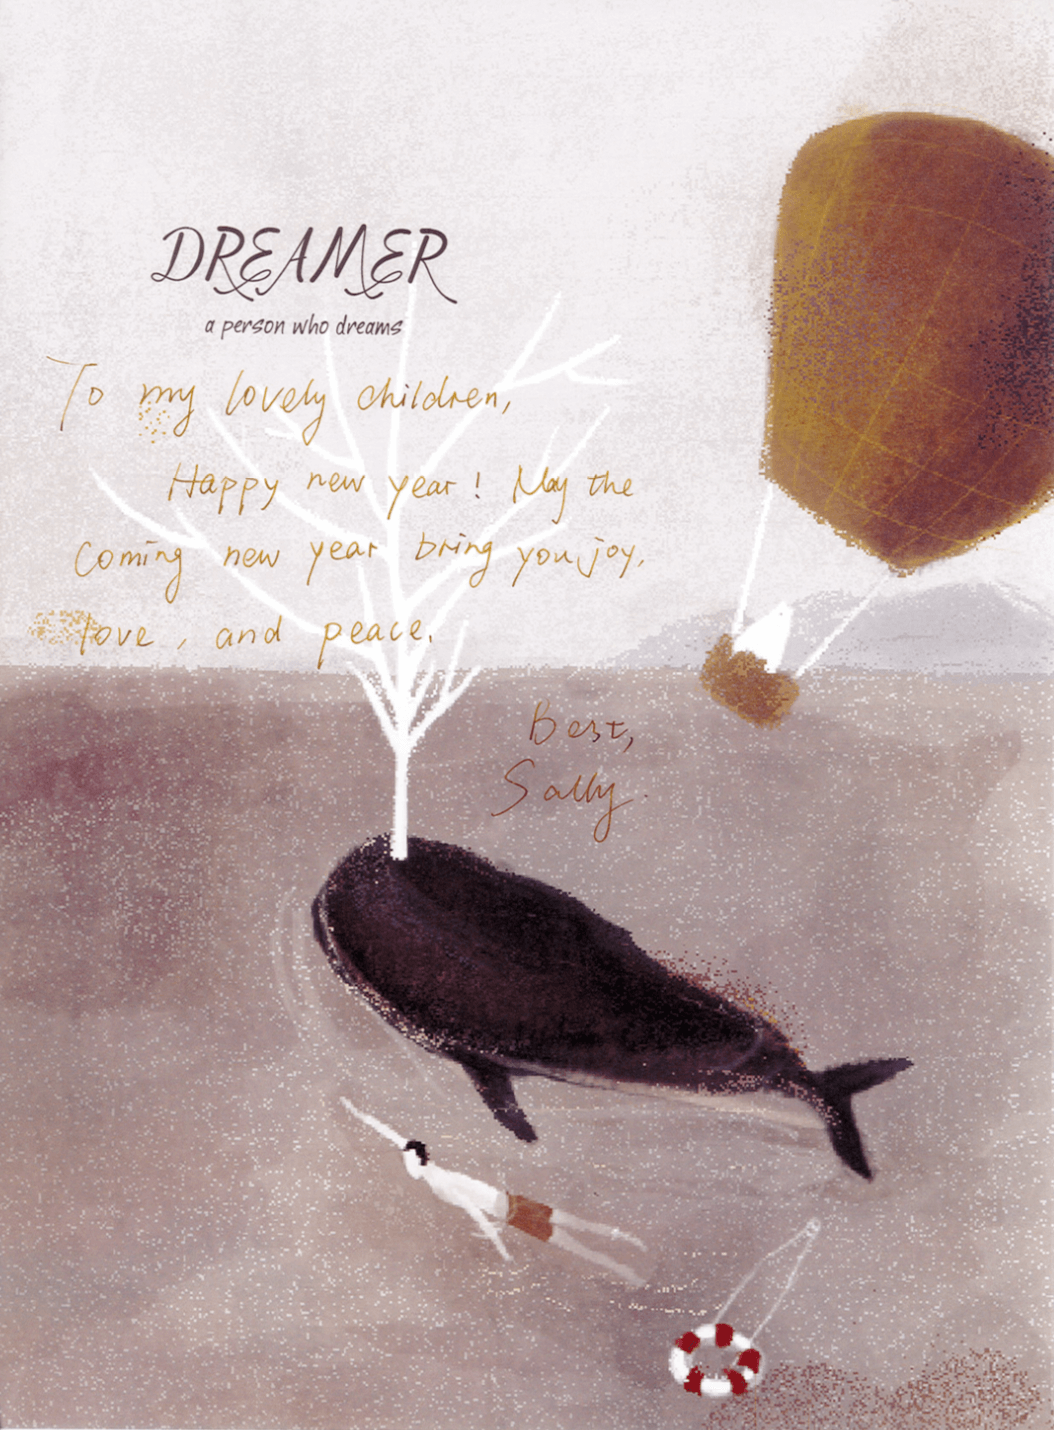 DREAMER
a person who dreams
To my lovely children,
Happy new year! May the
coming new year bring you joy,
love, and peace.
Best,
Sally